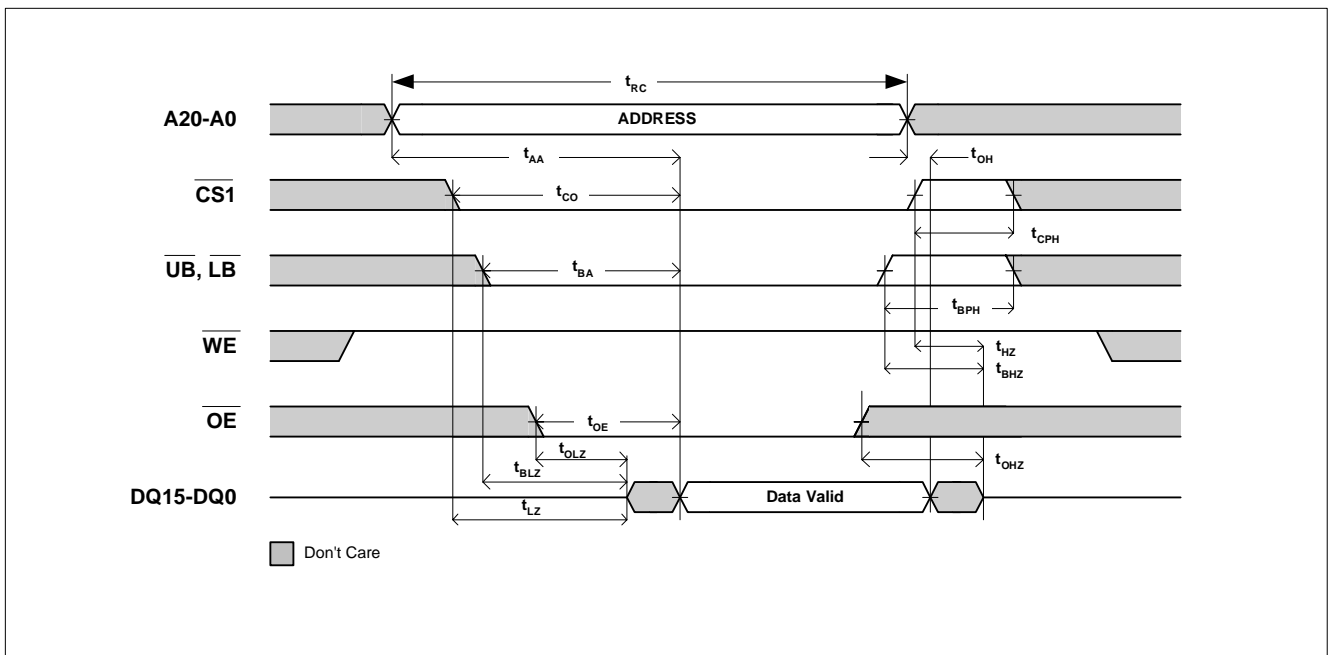 tRC
A20-A0
ADDRESS
tAA
tOH
CS1
tCO
tCPH
UB, LB
tBA
tBPH
WE
tHZ
tBHZ
OE
tOE
tOLZ
tOHZ
tBLZ
DQ15-DQ0
Data Valid
tLZ
Don't Care